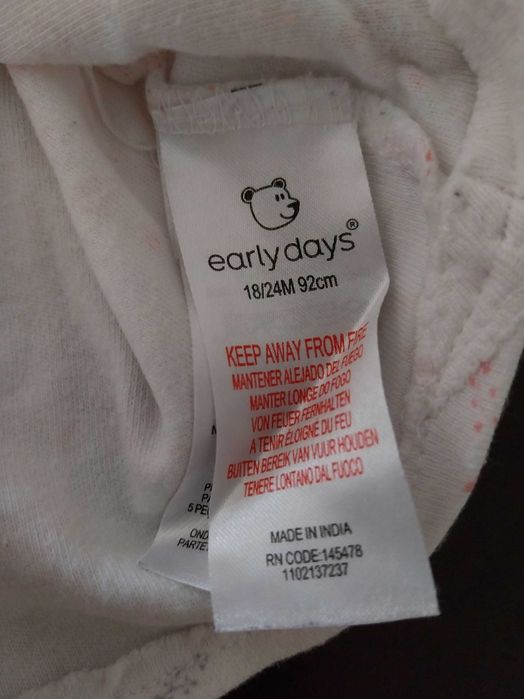 early days®
18/24M 92cm
KEEP AWAY FROM FIRE
MANTENER ALEJADO DEL FUEGO
MANTER LONGE DO FOGO
VON FEUER FERNHALTEN
A TENIR ÉLOIGNE DU FEU
BUITEN BEREIK VAN VUUR HOUDEN
TENERE LONTANO DAL FUOCO
MADE IN INDIA
RN CODE:145478
1102137237